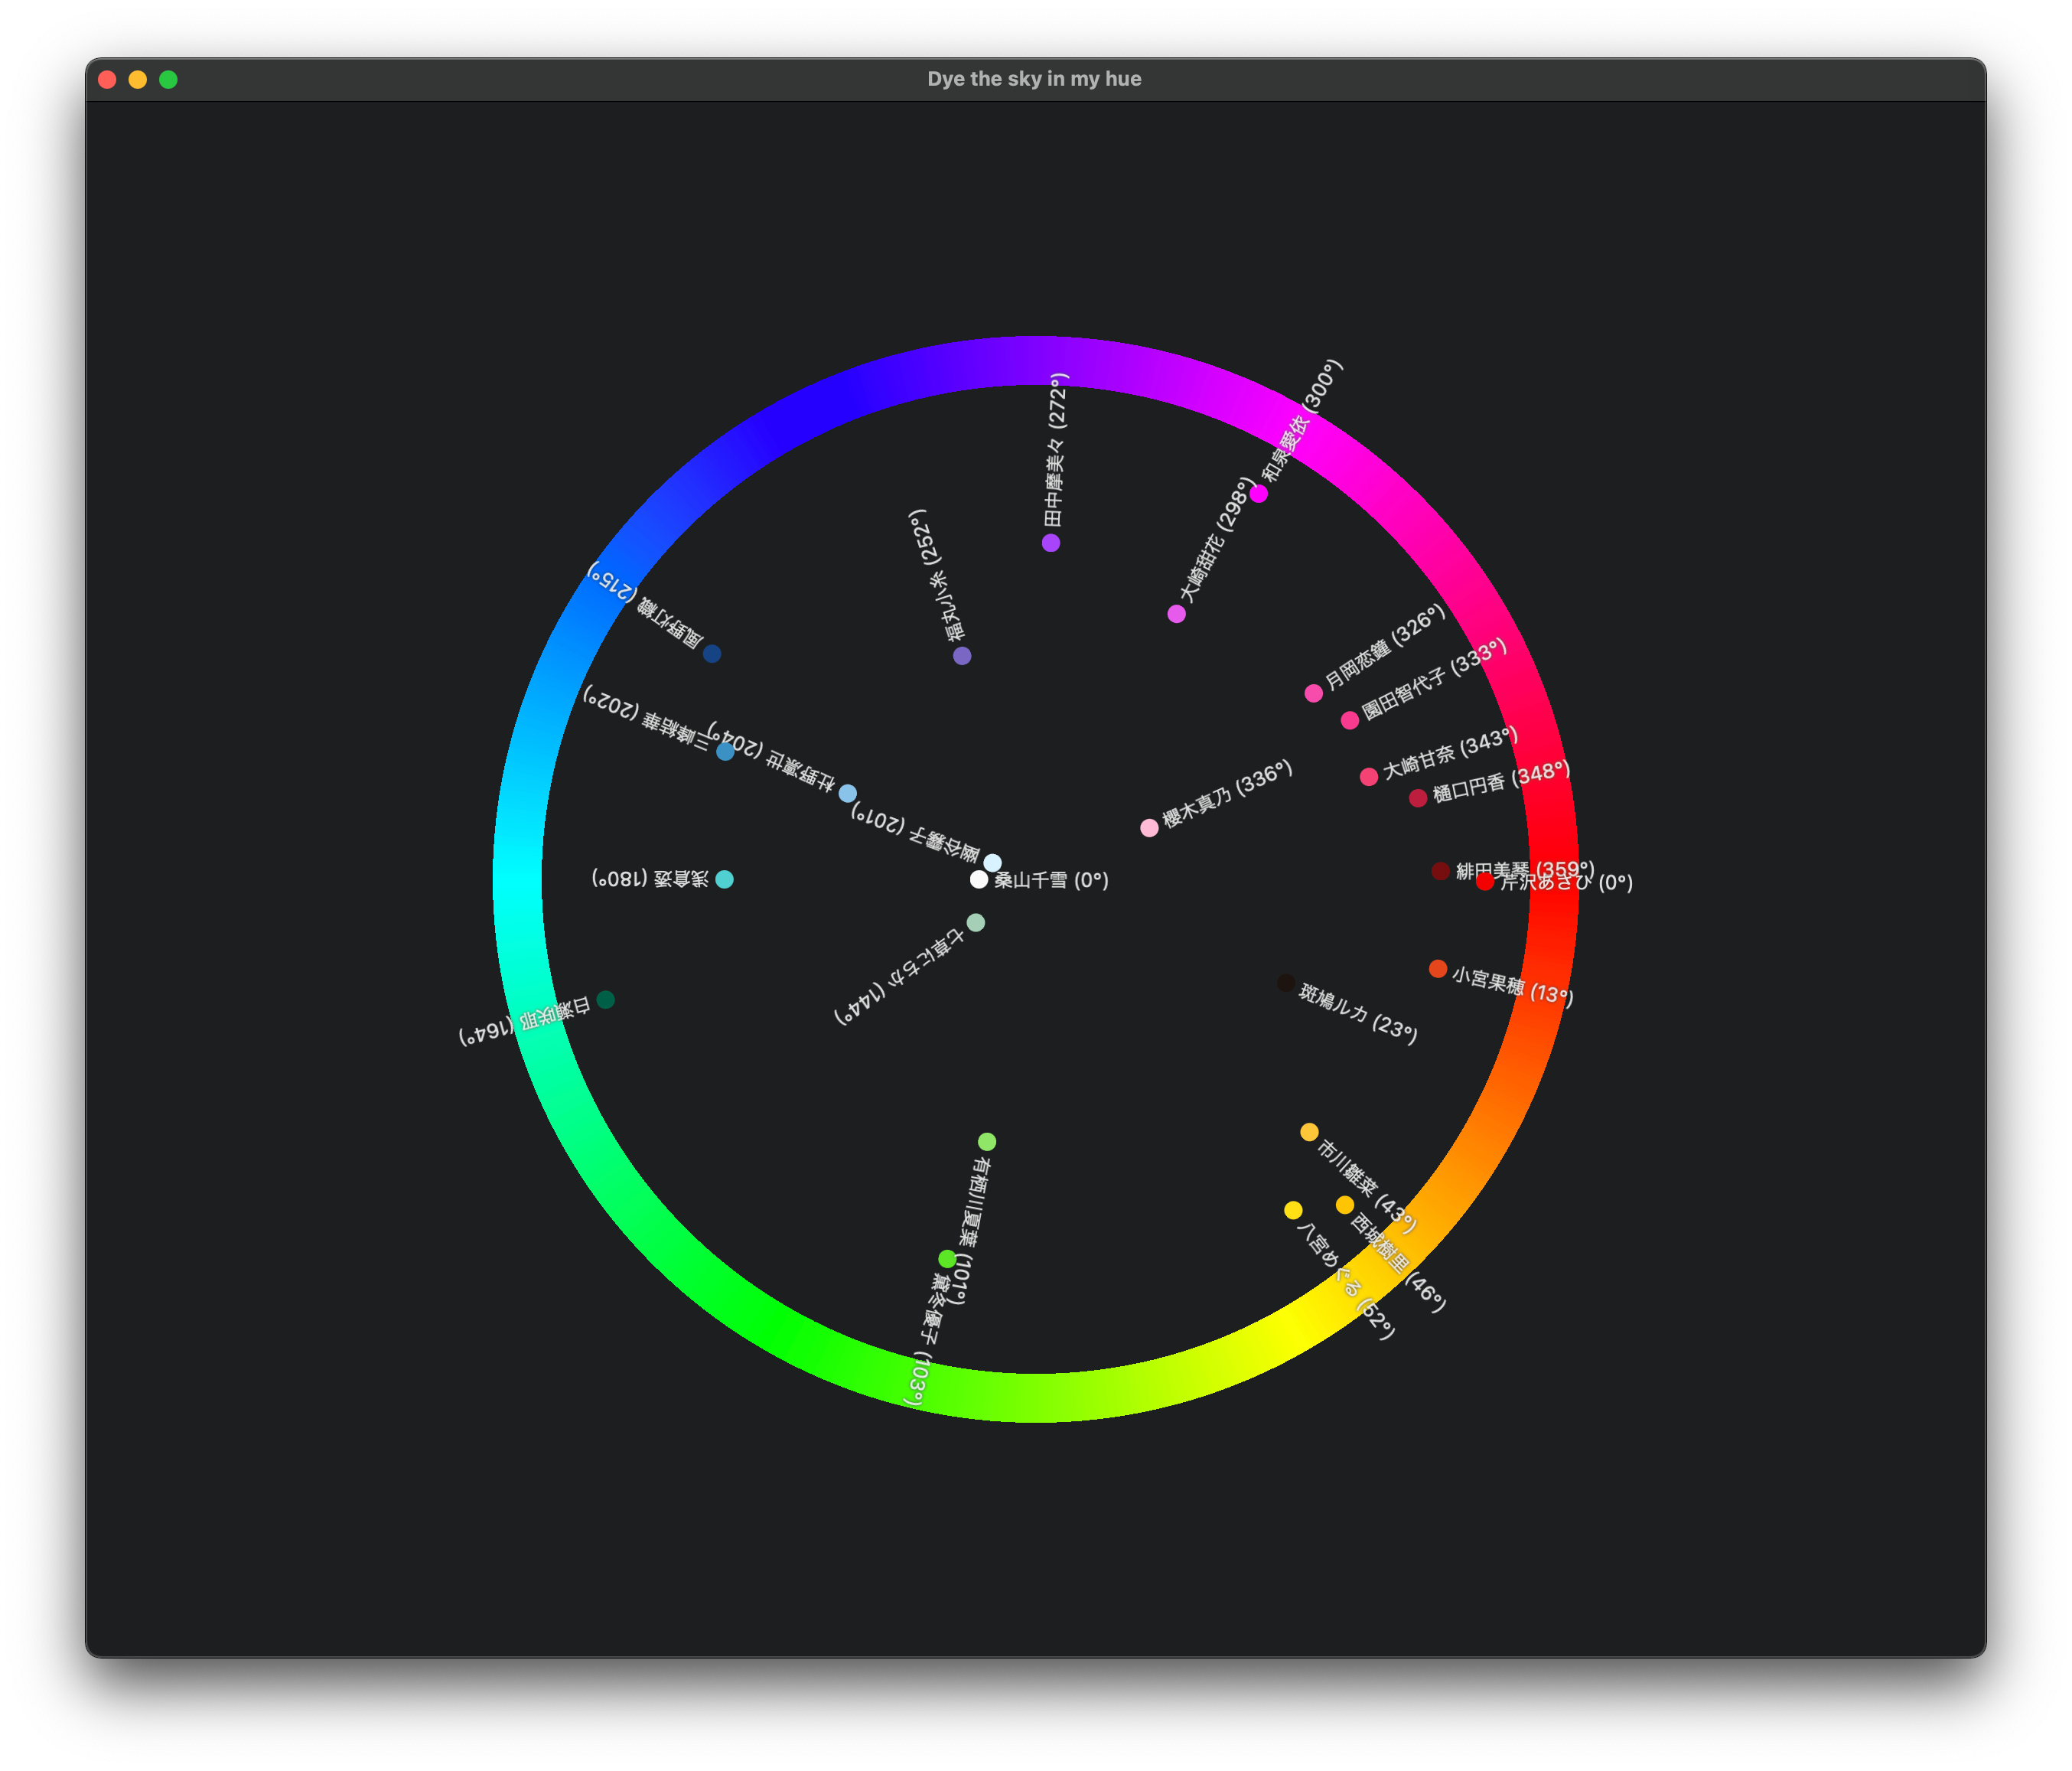 Dye the sky in my hue
和泉愛依 (300°)
田中摩美々 (272°)
大崎甜花 (298°)
福丸小糸 (252°)
風野灯織 (215°)
月岡恋鐘 (326°)
園田智代子 (333°)
三峰結華 (202°)
杜野凛世 (204°)
大崎甘奈 (343°)
樋口円香 (348°)
櫻木真乃 (336°)
幽谷霧子 (201°)
緋田美琴 (359°)
浅倉透 (180°)
桑山千雪 (0°)
芹沢あさひ (0°)
七草にちか (144°)
小宮果穂 (13°)
斑鳩ルカ (23°)
白瀬咲耶 (164°)
市川雛菜 (43°)
有栖川夏葉 (101°)
西城樹里 (46°)
八宮めぐる (52°)
黛冬優子 (103°)